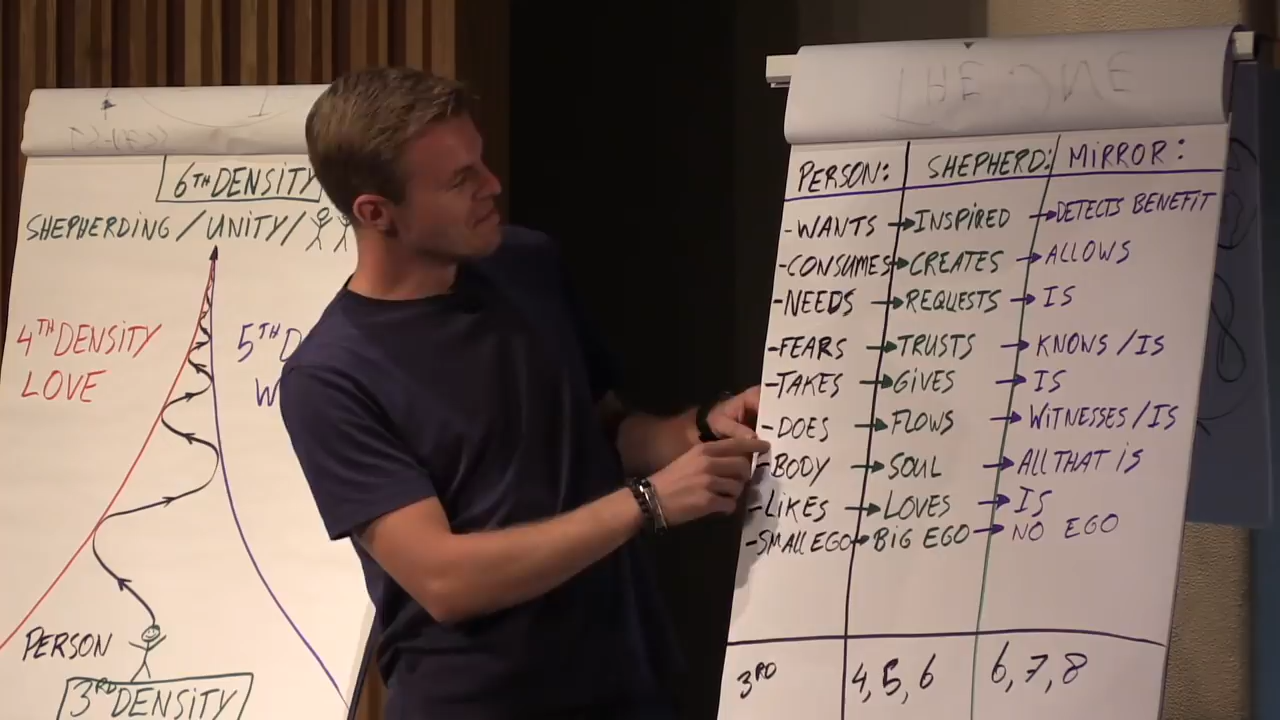 6TH DENSITY
SHEPHERDING / UNITY /
4TH DENSITY
LOVE
5TH D
W
PERSON
3RD DENSITY
THE ONE
PERSON: SHEPHERD: MIRROR:
-WANTS →INSPIRED →DETECTS BENEFIT
-CONSUMES→CREATES →ALLOWS
-NEEDS →REQUESTS →IS
-FEARS →TRUSTS →KNOWS /IS
-TAKES →GIVES →IS
-DOES →FLOWS →WITNESSES/IS
-BODY →SOUL →ALL THAT IS
-LIKES →LOVES →IS
-SMALL EGO→BIG EGO →NO EGO
3RD 4, 5, 6 6, 7, 8